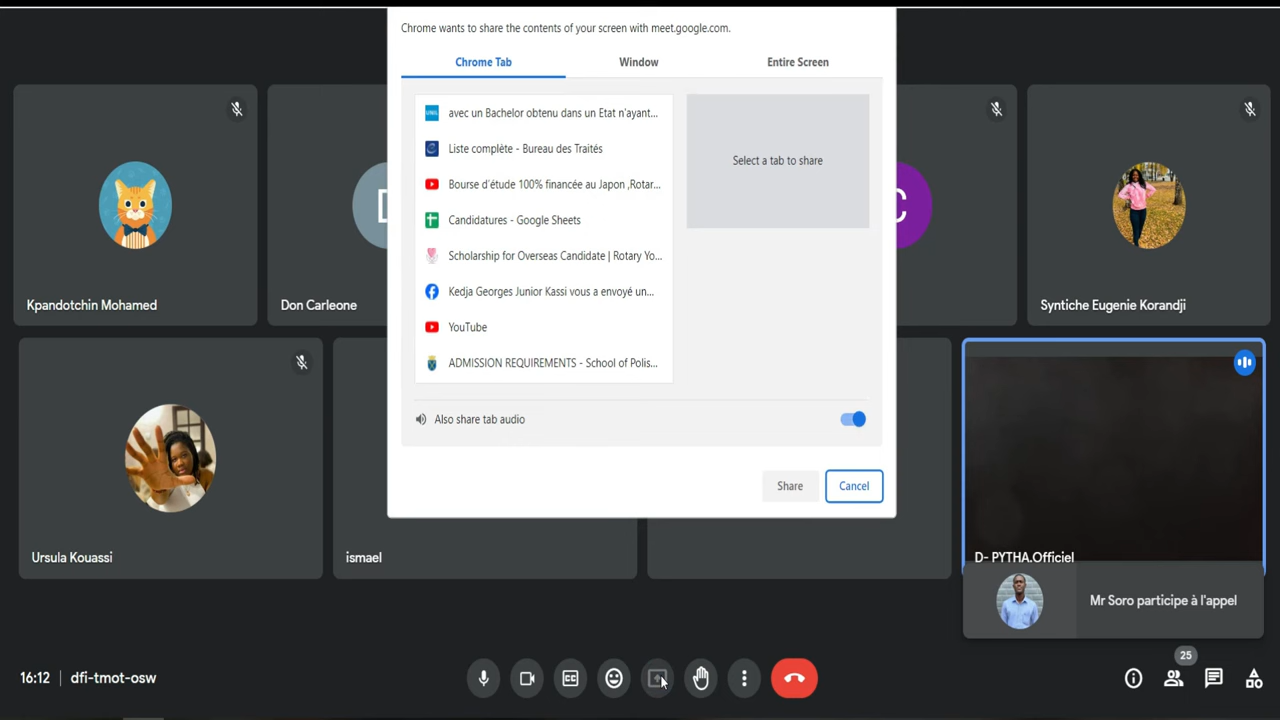 Chrome wants to share the contents of your screen with meet.google.com.
Chrome Tab
Window
Entire Screen
avec un Bachelor obtenu dans un Etat n'ayant...
Liste complète - Bureau des Traités
Bourse d'étude 100% financée au Japon ,Rotar...
Candidatures - Google Sheets
Scholarship for Overseas Candidate | Rotary Yo...
Kedja Georges Junior Kassi vous a envoyé un...
YouTube
ADMISSION REQUIREMENTS - School of Polis...
Select a tab to share
Also share tab audio
Share
Cancel
Kpandotchin Mohamed
Don Carleone
C
Syntiche Eugenie Korandji
Ursula Kouassi
ismael
D- PYTHA.Officiel
Mr Soro participe à l'appel
16:12 | dfi-tmot-osw
CC
25